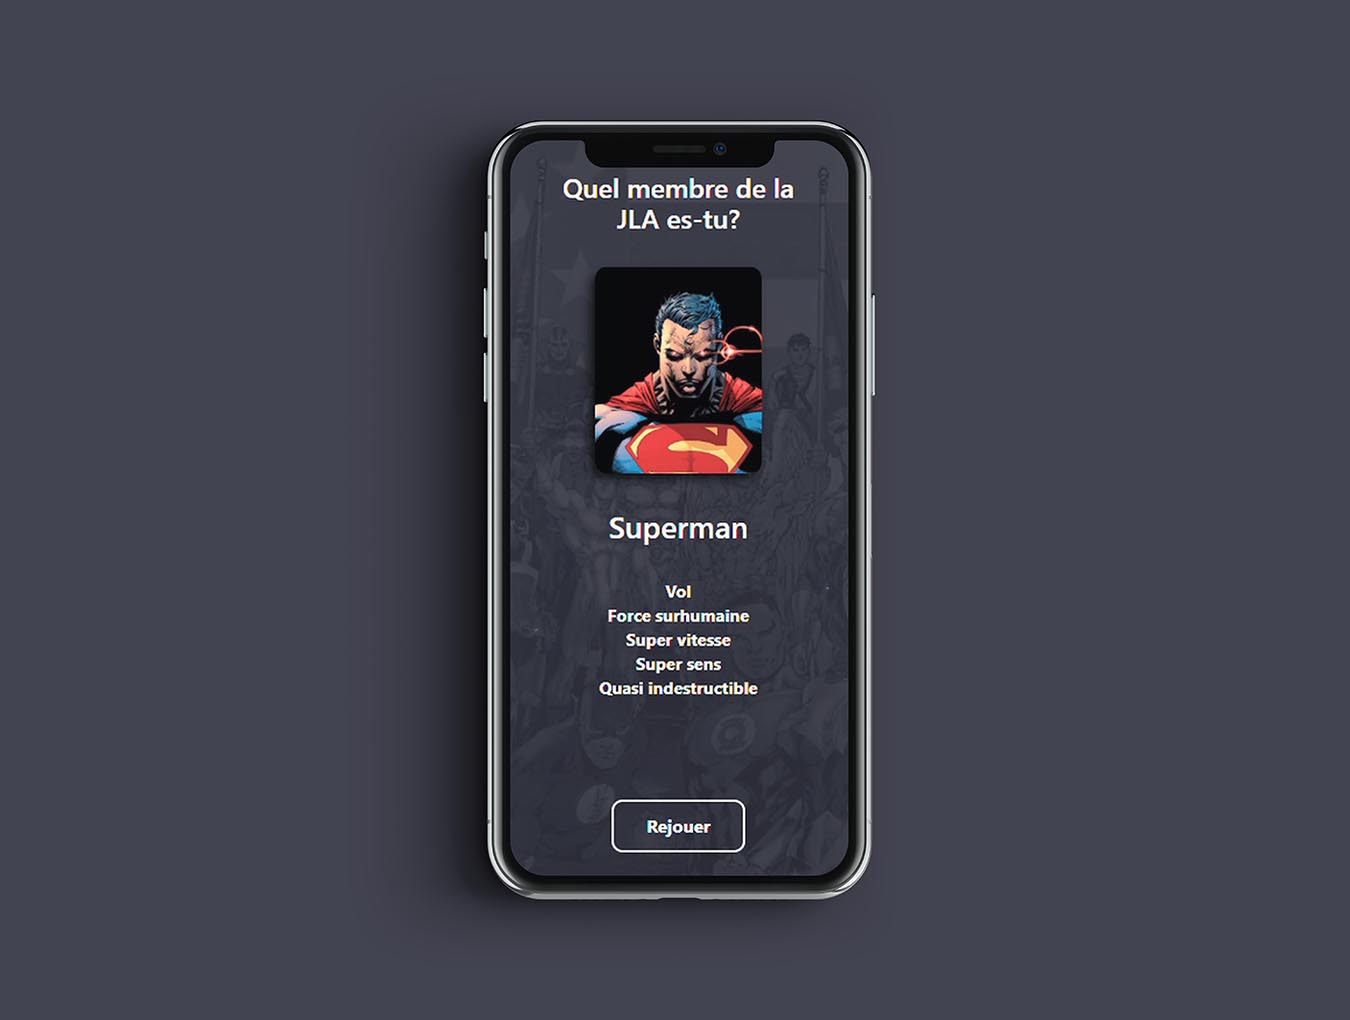 Quel membre de la
JLA es-tu?
Superman
Vol
Force surhumaine
Super vitesse
Super sens
Quasi indestructible
Rejouer